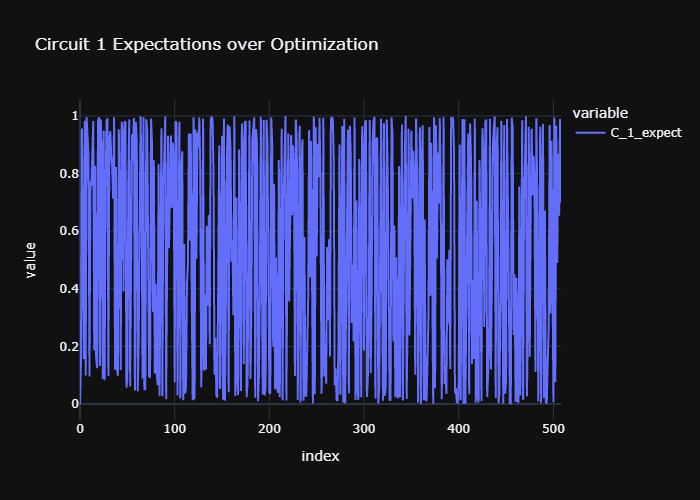 Circuit 1 Expectations over Optimization
variable
C_1_expect
value
1
0.8
0.6
0.4
0.2
0
0 100 200 300 400 500
index